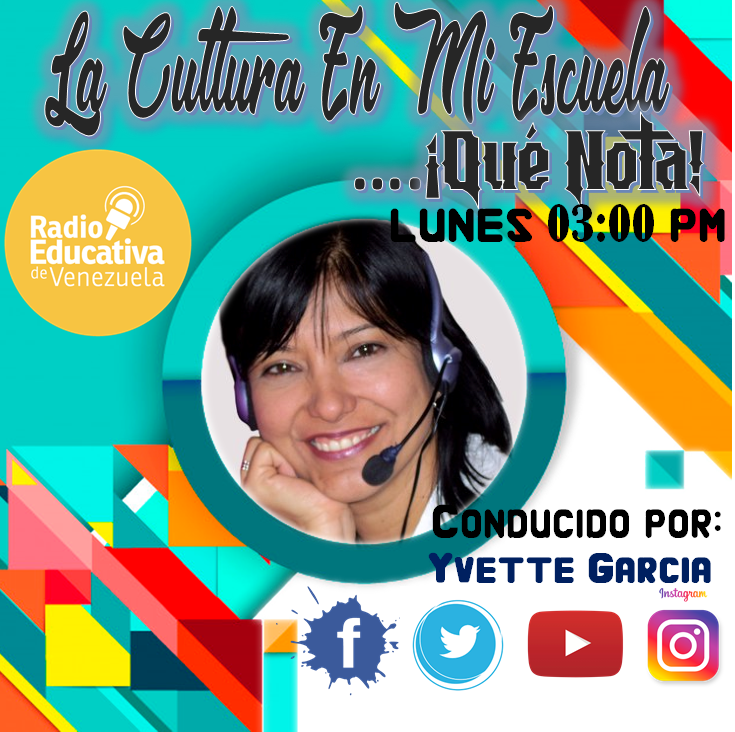 La Cultura En Mi Escuela
....¡Qué Nota!
LUNES 03:00 PM
Radio
Educativa
de Venezuela
Conducido por:
Yvette Garcia
Instagram
f